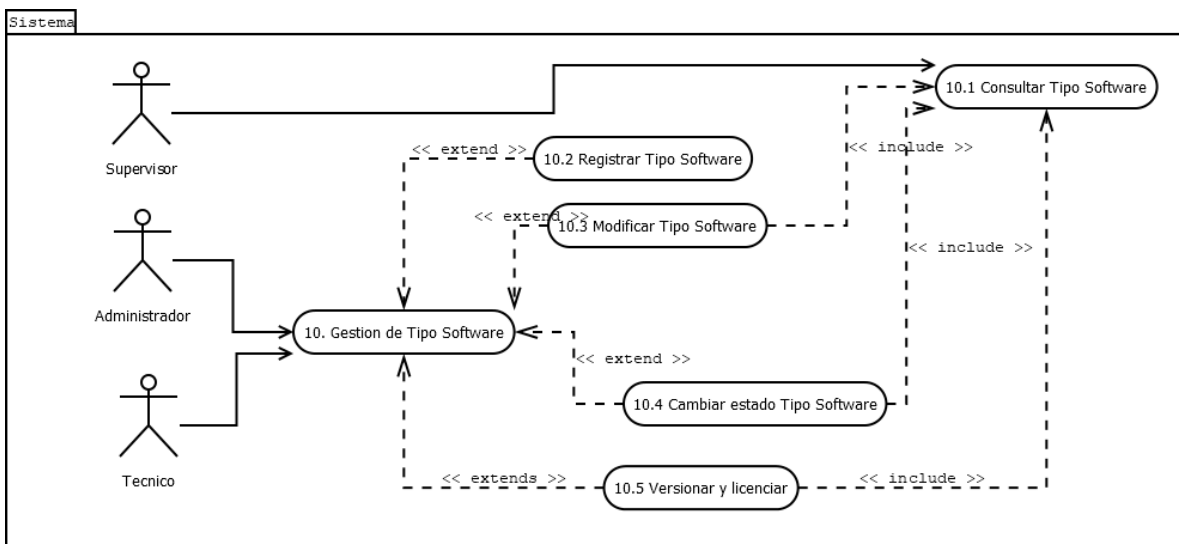 Sistema
10.1 Consultar Tipo Software
<< extend >>
10.2 Registrar Tipo Software
<< include >>
Supervisor
<< extend >>
10.3 Modificar Tipo Software
<< include >>
Administrador
10. Gestion de Tipo Software
<< extend >>
10.4 Cambiar estado Tipo Software
Tecnico
<< extends >>
10.5 Versionar y licenciar
<< include >>